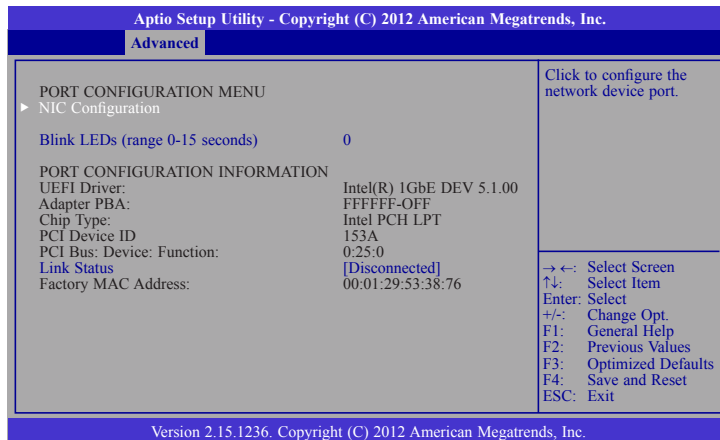 Aptio Setup Utility - Copyright (C) 2012 American Megatrends, Inc.
Advanced
PORT CONFIGURATION MENU
► NIC Configuration
Blink LEDs (range 0-15 seconds) 0
PORT CONFIGURATION INFORMATION
UEFI Driver: Intel(R) 1GbE DEV 5.1.00
Adapter PBA: FFFFFF-OFF
Chip Type: Intel PCH LPT
PCI Device ID 153A
PCI Bus: Device: Function: 0:25:0
Link Status [Disconnected]
Factory MAC Address: 00:01:29:53:38:76
Click to configure the
network device port.
→←: Select Screen
↑↓: Select Item
Enter: Select
+/-: Change Opt.
F1: General Help
F2: Previous Values
F3: Optimized Defaults
F4: Save and Reset
ESC: Exit
Version 2.15.1236. Copyright (C) 2012 American Megatrends, Inc.